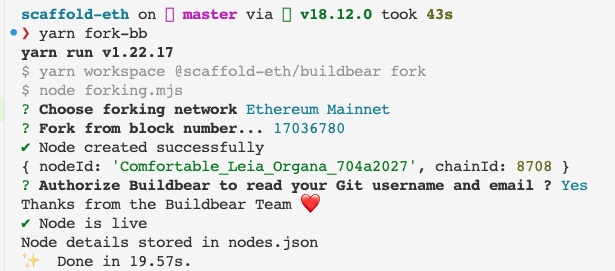 scaffold-eth on  master via  v18.12.0 took 43s
❯ yarn fork-bb
yarn run v1.22.17
$ yarn workspace @scaffold-eth/buildbear fork
$ node forking.mjs
? Choose forking network Ethereum Mainnet
? Fork from block number... 17036780
✔ Node created successfully
{ nodeId: 'Comfortable_Leia_Organa_704a2027', chainId: 8708 }
? Authorize Buildbear to read your Git username and email ? Yes
Thanks from the Buildbear Team ❤️
✔ Node is live
Node details stored in nodes.json
✨  Done in 19.57s.